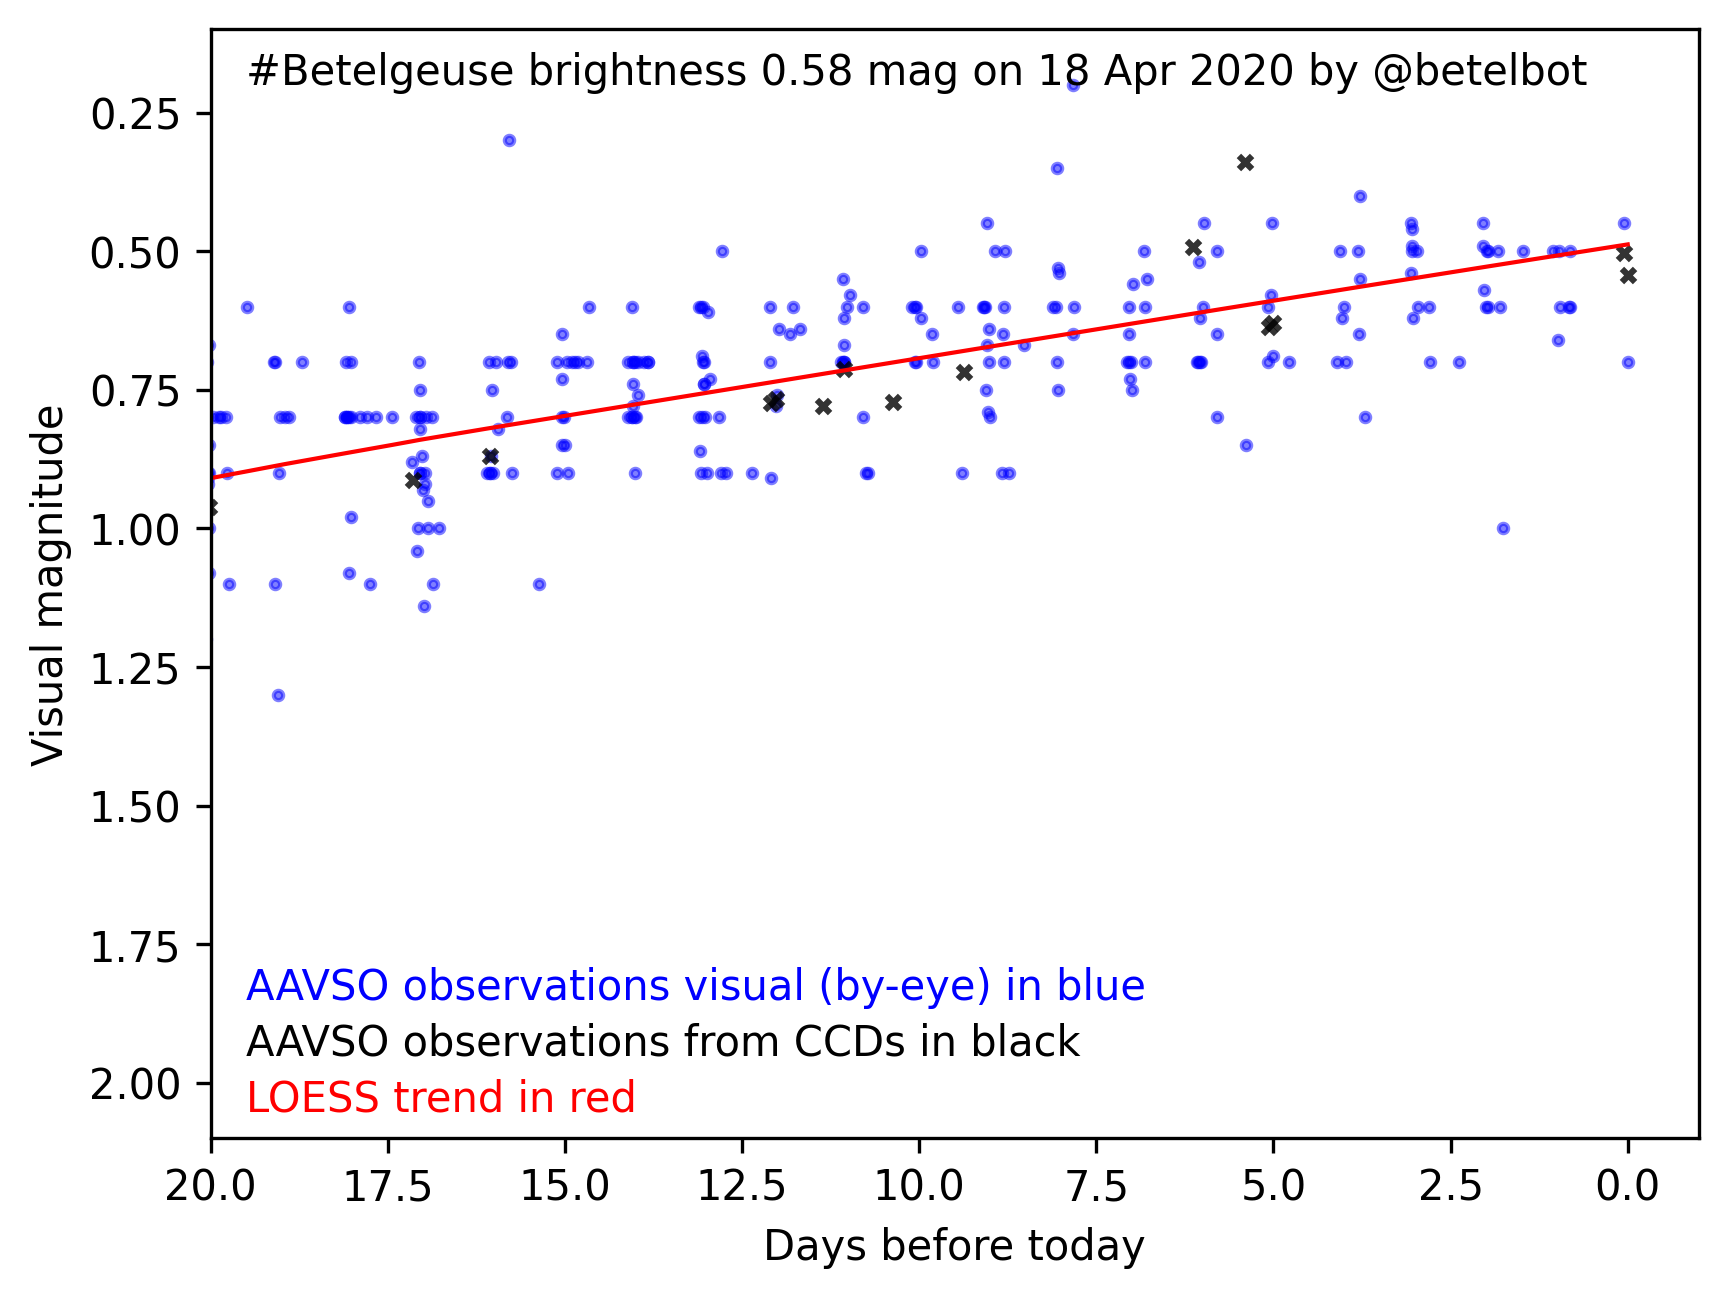 #Betelgeuse brightness 0.58 mag on 18 Apr 2020 by @betelbot
0.25
0.50
0.75
1.00
1.25
1.50
1.75
2.00
Visual magnitude
AAVSO observations visual (by-eye) in blue
AAVSO observations from CCDs in black
LOESS trend in red
20.0 17.5 15.0 12.5 10.0 7.5 5.0 2.5 0.0
Days before today